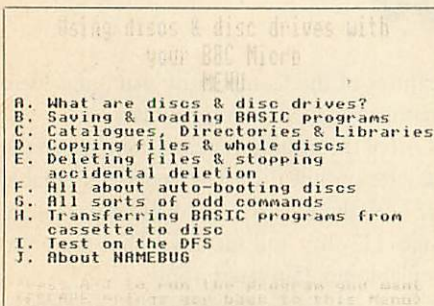 Using discs & disc drives with
your BBC Micro
MENU
A. What are discs & disc drives?
B. Saving & loading BASIC programs
C. Catalogues, Directories & Libraries
D. Copying files & whole discs
E. Deleting files & stopping
accidental deletion
F. All about auto-booting discs
G. All sorts of odd commands
H. Transferring BASIC programs from
cassette to disc
I. Test on the DFS
J. About NAMEBUG